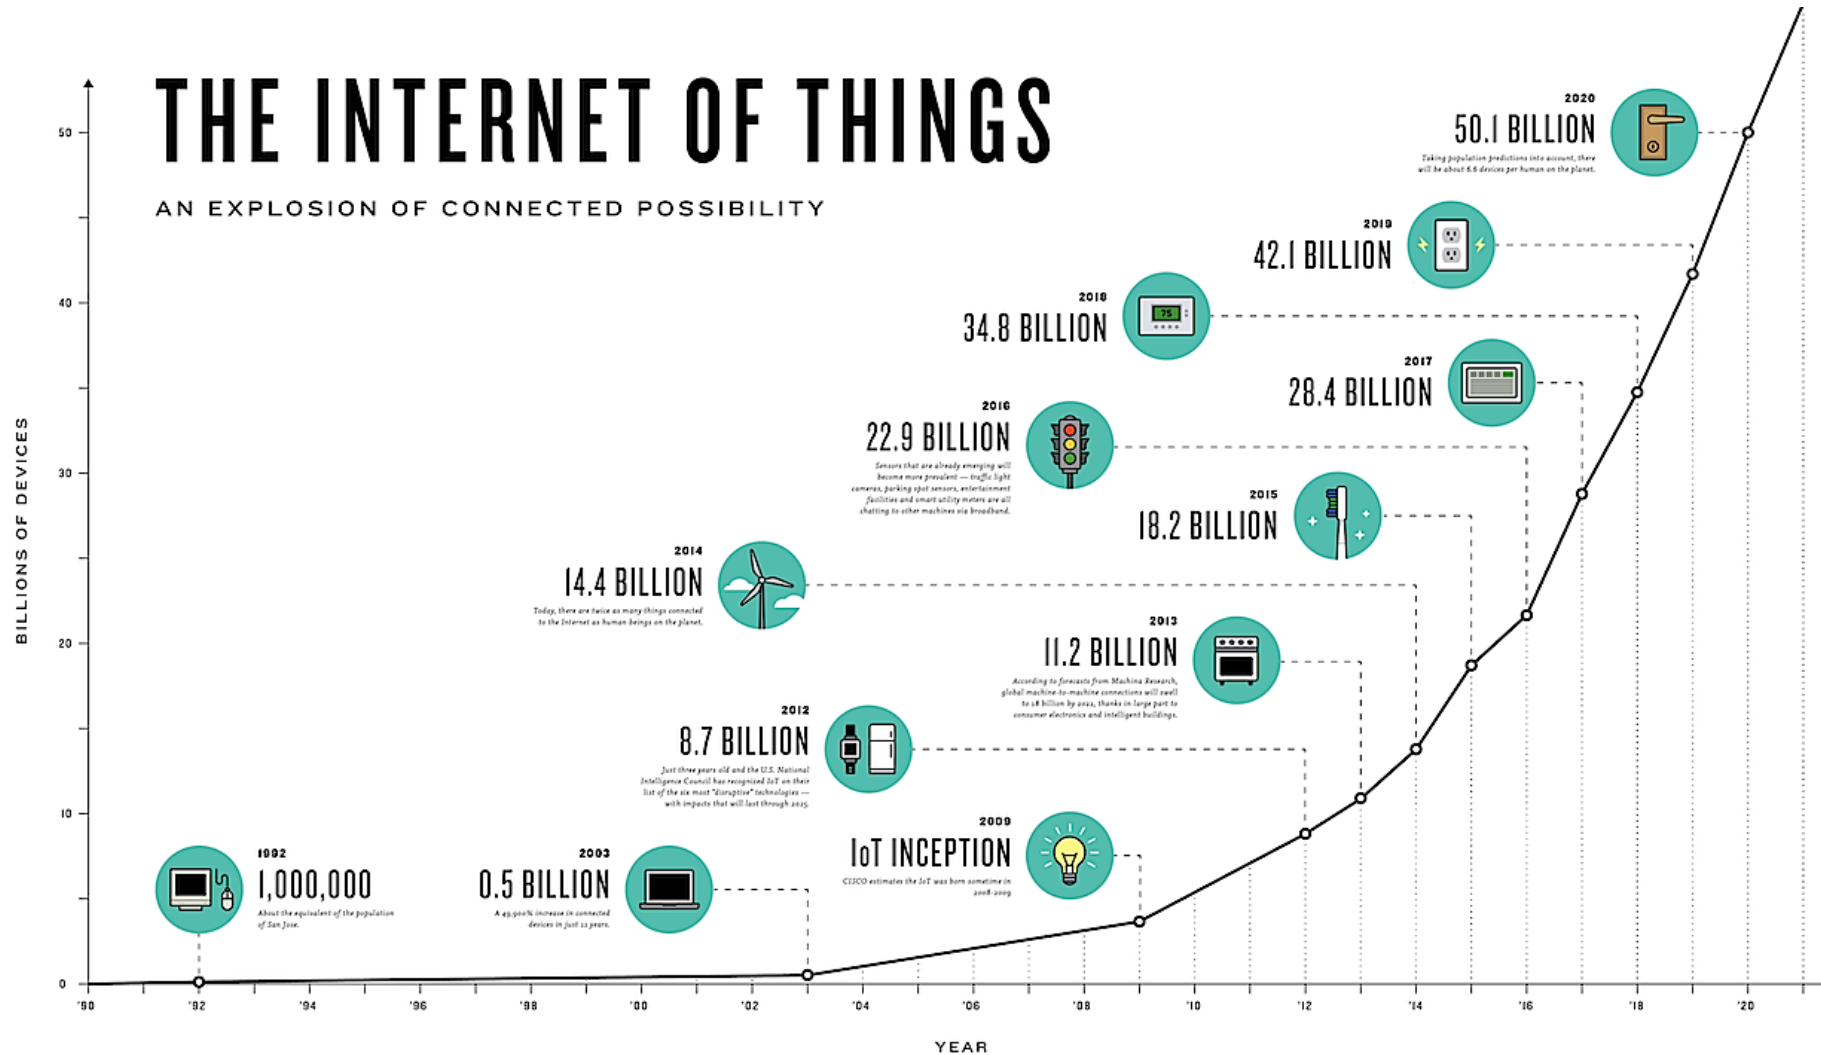 THE INTERNET OF THINGS
AN EXPLOSION OF CONNECTED POSSIBILITY
BILLIONS OF DEVICES
50
40
30
20
10
0
1992
1,000,000
About the equivalent of the population
of San Jose.
2003
0.5 BILLION
A 49,900% increase in connected
devices in just 11 years.
2009
IoT INCEPTION
CISCO estimates the IoT was born sometime in
2008-2009
2012
8.7 BILLION
Just three years old and the U.S. National
Intelligence Council has recognized IoT on their
list of the six most "disruptive" technologies —
with impacts that will last through 2025.
2013
11.2 BILLION
According to forecasts from Machina Research,
global machine-to-machine connections will swell
to 18 billion by 2022, thanks in large part to
consumer electronics and intelligent buildings.
2014
14.4 BILLION
Today, there are twice as many things connected
to the Internet as human beings on the planet.
2015
18.2 BILLION
2016
22.9 BILLION
Sensors that are already emerging will
become more prevalent — traffic light
cameras, parking spot sensors, entertainment
facilities and smart utility meters are all
chatting to other machines via broadband.
2017
28.4 BILLION
2018
34.8 BILLION
75
2019
42.1 BILLION
2020
50.1 BILLION
Taking population predictions into account, there
will be about 6.6 devices per human on the planet.
'90 '92 '94 '96 '98 '00 '02 '04 '06 '08 '10 '12 '14 '16 '18 '20
YEAR